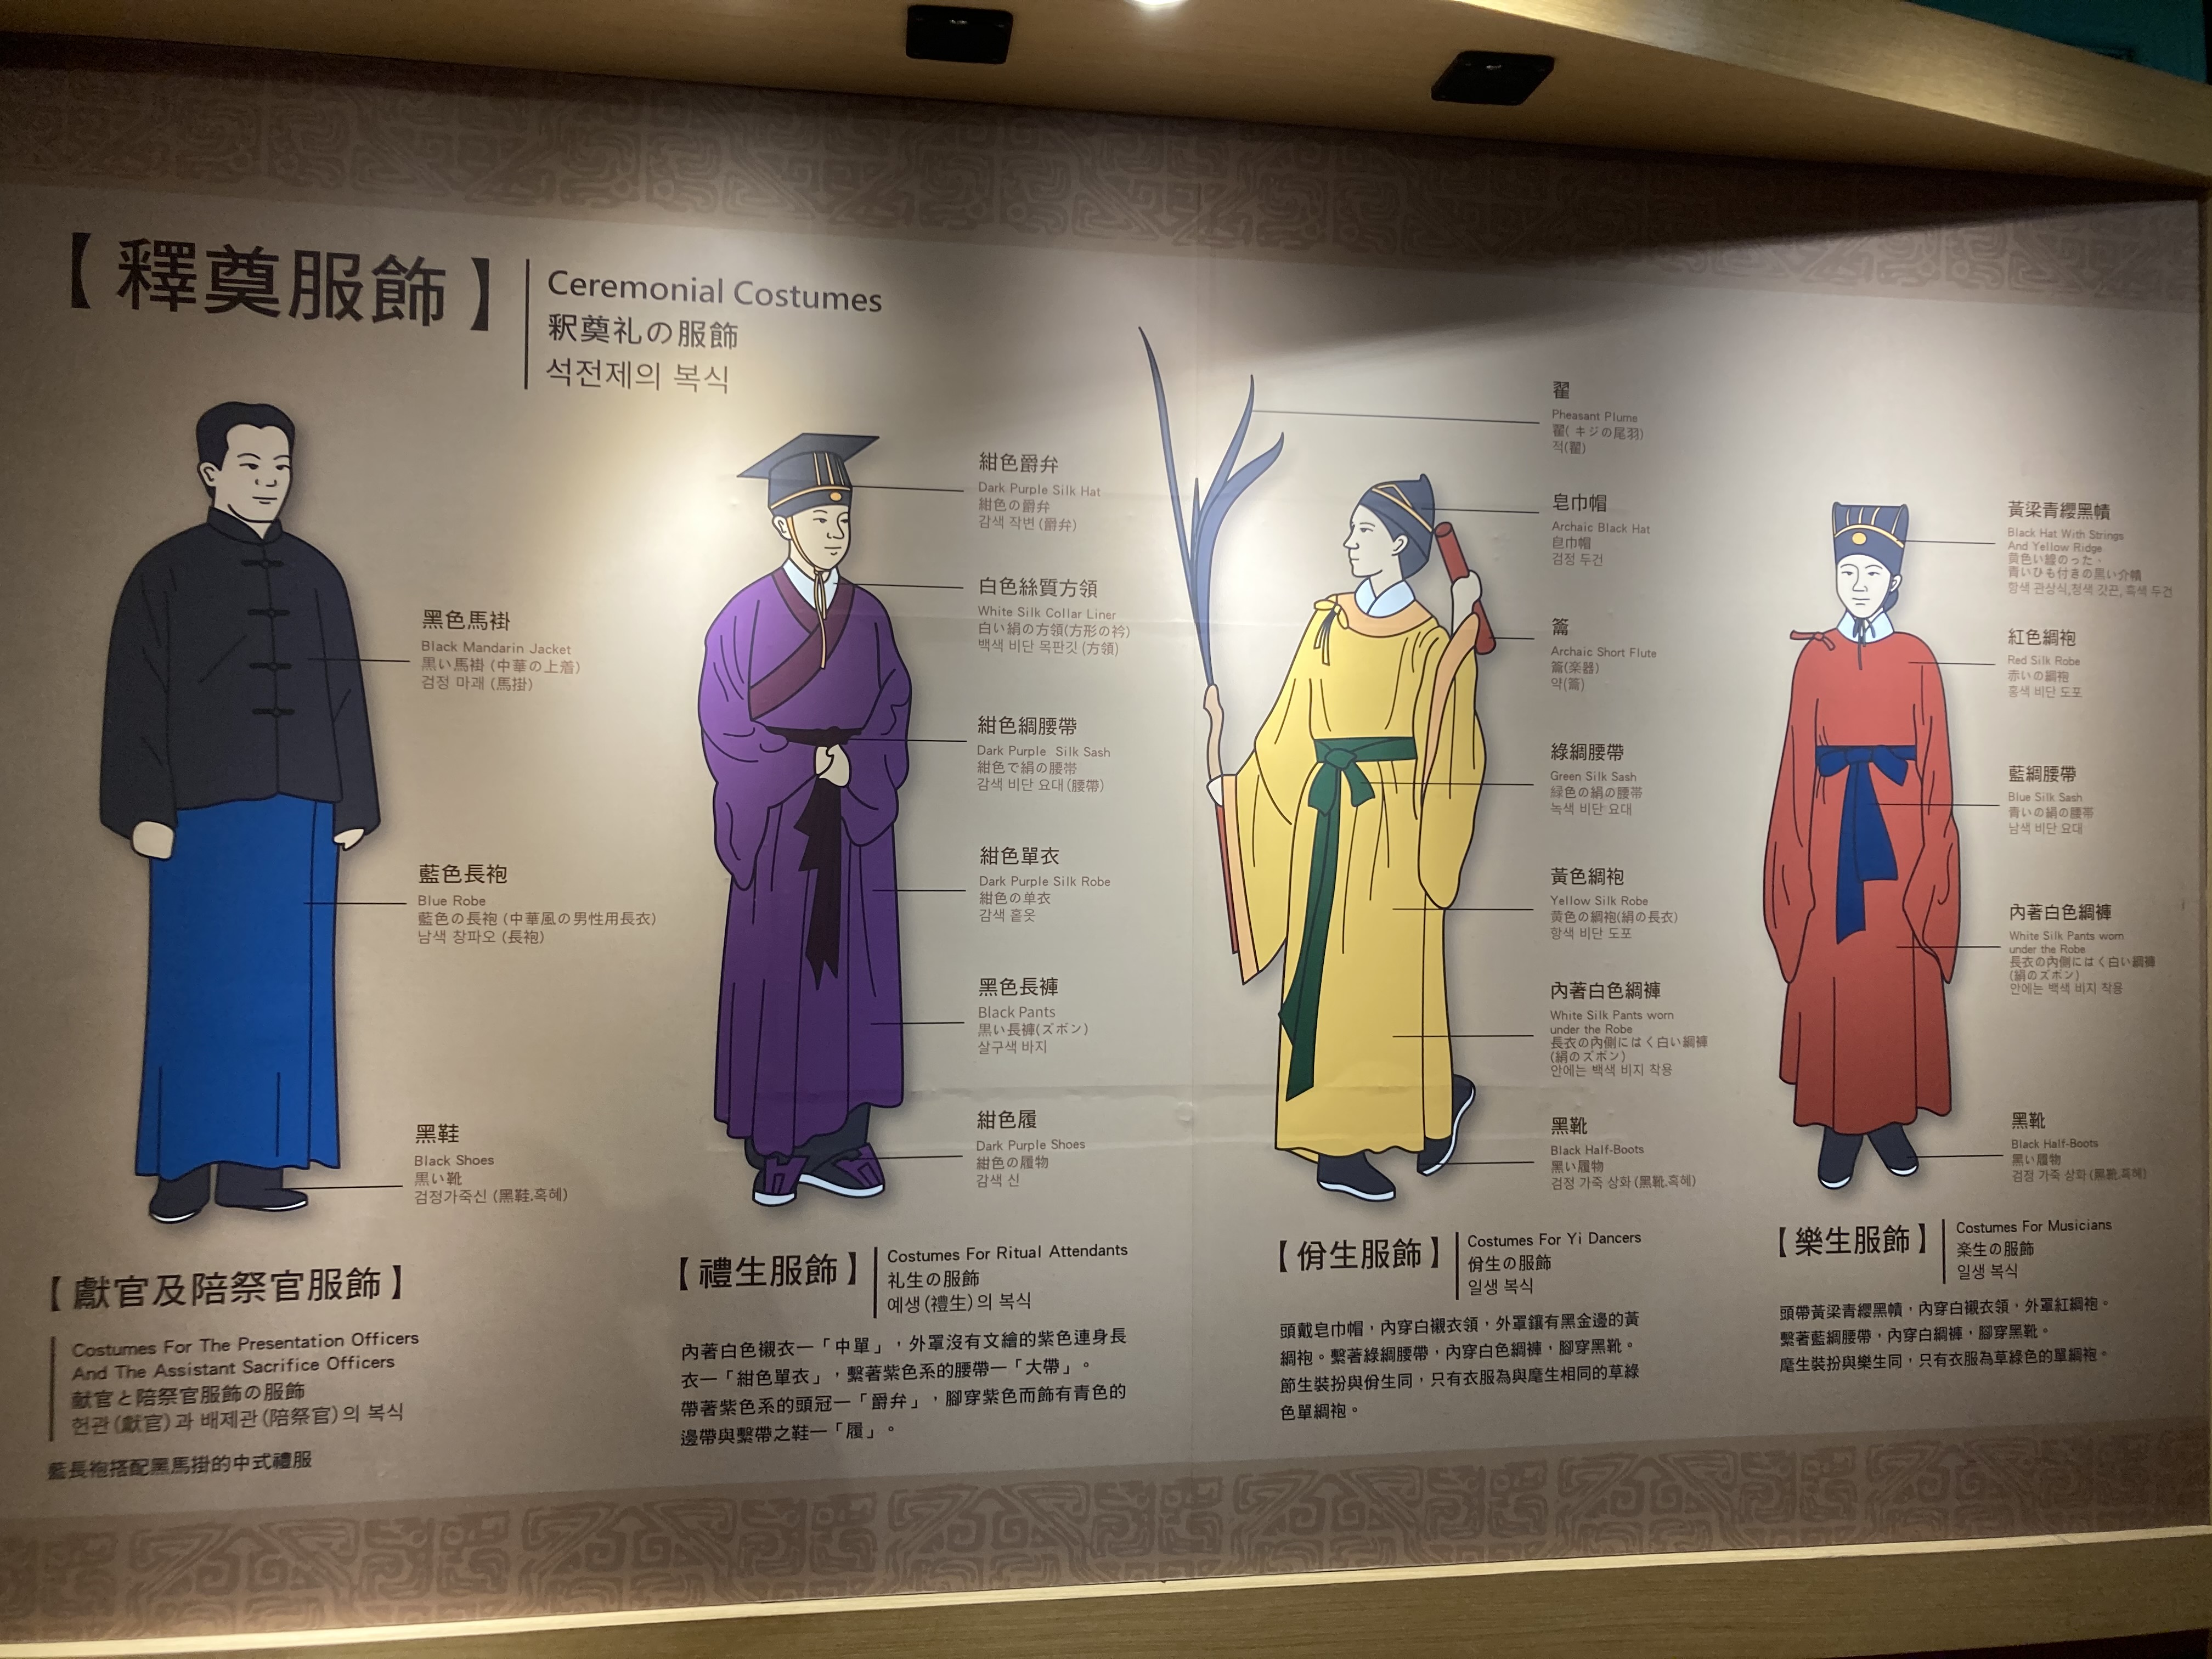 【釋奠服飾】
Ceremonial Costumes
釈奠礼の服飾
석전제의 복식
黑色馬褂
Black Mandarin Jacket
黒い馬褂 (中華の上着)
검정 마괘 (馬掛)
藍色長袍
Blue Robe
藍色の長袍 (中華風の男性用長衣)
남색 창파오 (長袍)
黑鞋
Black Shoes
黒い靴
검정가죽신 (黑鞋,흑혜)
【獻官及陪祭官服飾】
Costumes For The Presentation Officers
And The Assistant Sacrifice Officers
献官と陪祭官服飾の服飾
헌관(獻官)과 배제관(陪祭官)의 복식
藍長袍搭配黑馬掛的中式禮服
紺色爵弁
Dark Purple Silk Hat
紺色の爵弁
감색 작변 (爵弁)
白色絲質方領
White Silk Collar Liner
白い絹の方領(方形の衿)
백색 비단 목판깃 (方領)
紺色綢腰帶
Dark Purple Silk Sash
紺色で絹の腰帯
감색 비단 요대 (腰帶)
紺色單衣
Dark Purple Silk Robe
紺色の单衣
감색 홑옷
黑色長褲
Black Pants
黒い長褲(ズボン)
살구색 바지
紺色履
Dark Purple Shoes
紺色の履物
감색 신
【禮生服飾】
Costumes For Ritual Attendants
礼生の服飾
예생(禮生)의 복식
內著白色襯衣—「中單」，外罩沒有文繪的紫色連身長
衣—「紺色單衣」，繫著紫色系的腰帶—「大帶」。
帶著紫色系的頭冠—「爵弁」，腳穿紫色而飾有青色的
邊帶與繫帶之鞋—「履」。
翟
Pheasant Plume
翟( キジの尾羽)
적(翟)
皂巾帽
Archaic Black Hat
皀巾帽
검정 두건
籥
Archaic Short Flute
籥(楽器)
약(籥)
綠綢腰帶
Green Silk Sash
緑色の絹の腰帯
녹색 비단 요대
黃色綢袍
Yellow Silk Robe
黄色の綢袍(絹の長衣)
황색 비단 도포
內著白色綢褲
White Silk Pants worn
under the Robe
長衣の內側にはく白い綢褲
(絹のズボン)
안에는 백색 비지 착용
黑靴
Black Half-Boots
黒い履物
검정 가죽 상화 (黑靴,흑혜)
【佾生服飾】
Costumes For Yi Dancers
佾生の服飾
일생 복식
頭戴皂巾帽，內穿白襯衣領，外罩鑲有黑金邊的黃
綢袍。繫著綠綢腰帶，內穿白色綢褲，腳穿黑靴。
節生裝扮與佾生同，只有衣服為與麾生相同的草綠
色單綢袍。
黃梁青纓黑幘
Black Hat With Strings
And Yellow Ridge
黄色い線のった、
青いひも付きの黒い介幘
황색 관상식,청색 갓끈, 흑색 두건
紅色綢袍
Red Silk Robe
赤いの綢袍
홍색 비단 도포
藍綢腰帶
Blue Silk Sash
青いの絹の腰帯
남색 비단 요대
內著白色綢褲
White Silk Pants worn
under the Robe
長衣の內側にはく白い綢褲
(絹のズボン)
안에는 백색 비지 착용
黑靴
Black Half-Boots
黒い履物
검정 가죽 상화 (黑靴,흑혜)
【樂生服飾】
Costumes For Musicians
楽生の服飾
일생 복식
頭帶黃梁青纓黑幘，內穿白襯衣領，外罩紅綢袍。
繫著藍綢腰帶，內穿白綢褲，腳穿黑靴。
麾生裝扮與樂生同，只有衣服為草綠色的單綢袍。